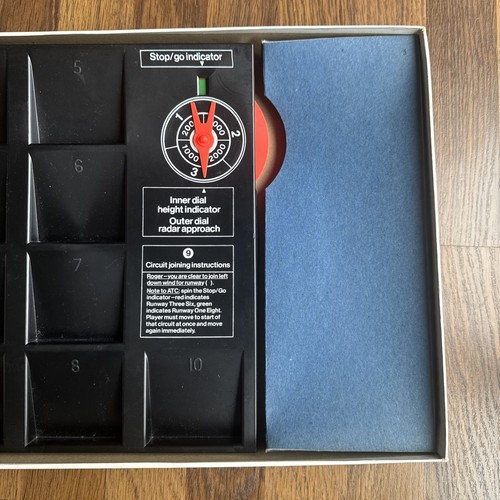 5
Stop/go indicator
1
2
3
200
1000
2000
6
Inner dial
height indicator
Outer dial
radar approach
9
Circuit joining instructions
Roger – you are clear to join left
down wind for runway ( ).
Note to ATC: spin the Stop/Go
indicator – red indicates
Runway Three Six, green
indicates Runway One Eight.
Player must move to start of
that circuit at once and move
again immediately.
7
8
10